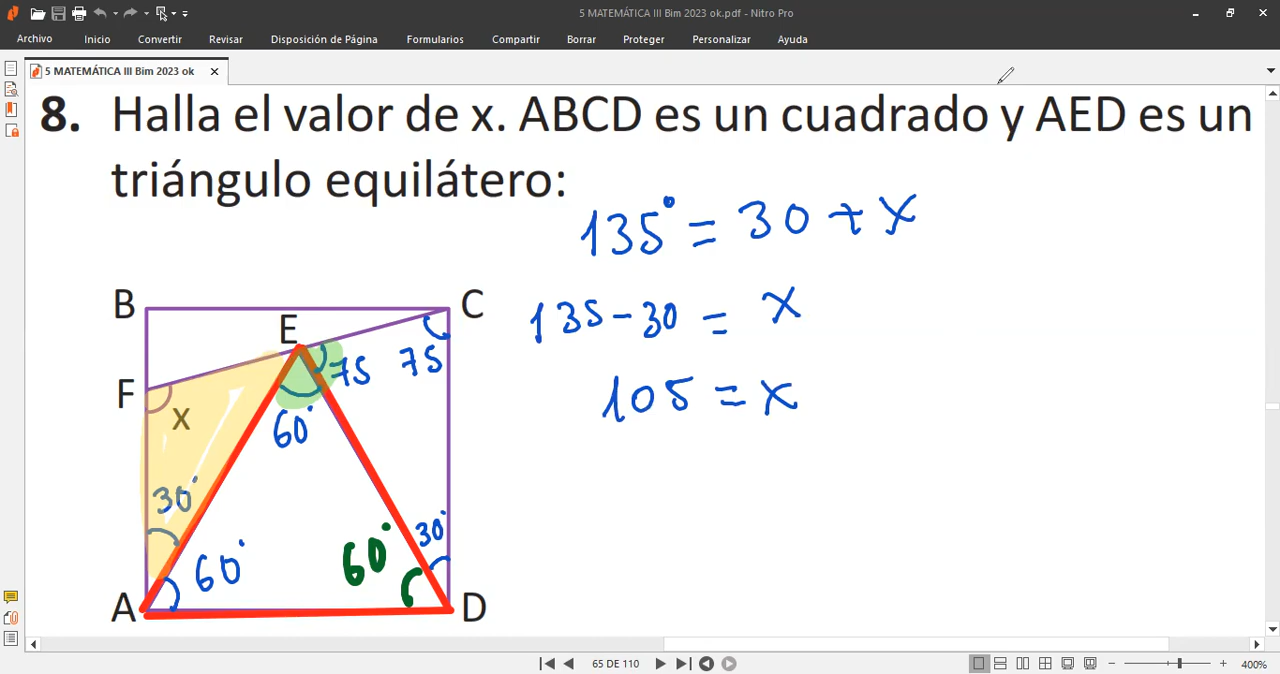 5 MATEMÁTICA III Bim 2023 ok.pdf - Nitro Pro
Archivo Inicio Convertir Revisar Disposición de Página Formularios Compartir Borrar Proteger Personalizar Ayuda
5 MATEMÁTICA III Bim 2023 ok
8. Halla el valor de x. ABCD es un cuadrado y AED es un
triángulo equilátero:
135° = 30 + x
135 - 30 = x
105 = x
B
C
E
75
75
F
x
60°
30°
30°
60°
60°
A
D
65 DE 110
400%